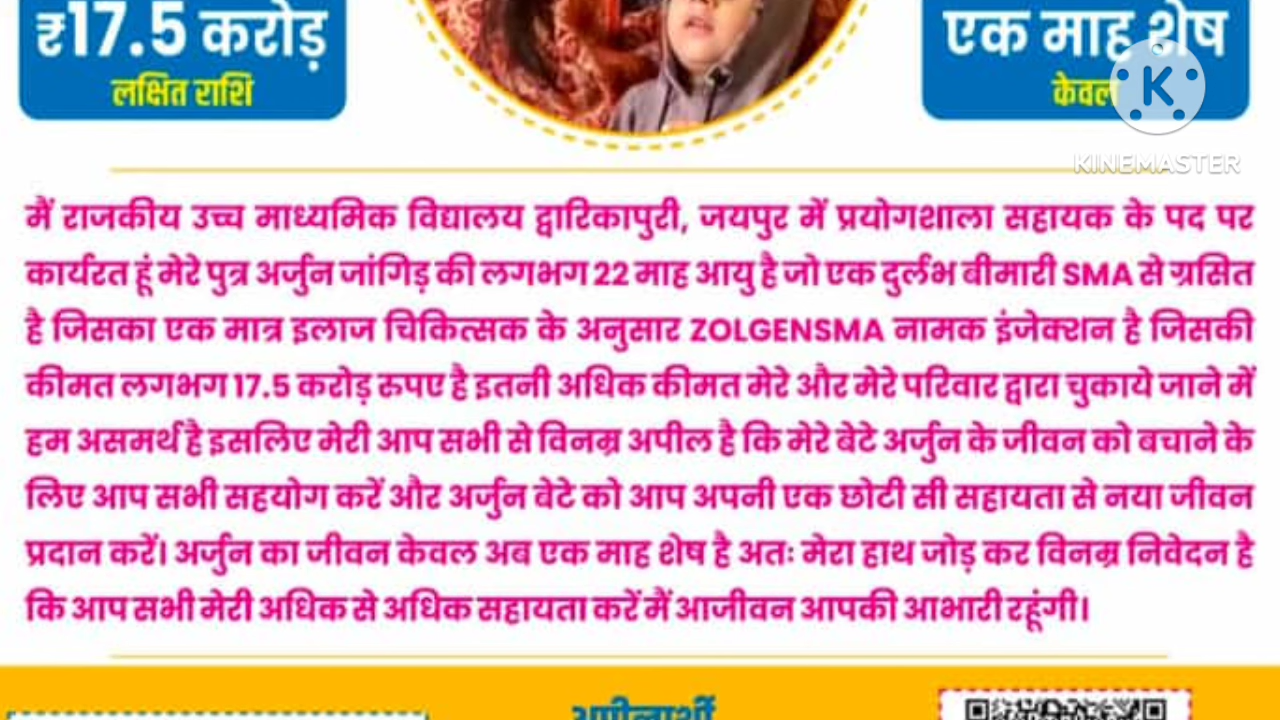 ₹17.5 करोड़
लक्षित राशि
एक माह शेष
केवल
KINEMASTER
मैं राजकीय उच्च माध्यमिक विद्यालय द्वारिकापुरी, जयपुर में प्रयोगशाला सहायक के पद पर
कार्यरत हूं मेरे पुत्र अर्जुन जांगिड़ की लगभग 22 माह आयु है जो एक दुर्लभ बीमारी SMA से ग्रसित
है जिसका एक मात्र इलाज चिकित्सक के अनुसार ZOLGENSMA नामक इंजेक्शन है जिसकी
कीमत लगभग 17.5 करोड़ रुपए है इतनी अधिक कीमत मेरे और मेरे परिवार द्वारा चुकाये जाने में
हम असमर्थ है इसलिए मेरी आप सभी से विनम्र अपील है कि मेरे बेटे अर्जुन के जीवन को बचाने के
लिए आप सभी सहयोग करें और अर्जुन बेटे को आप अपनी एक छोटी सी सहायता से नया जीवन
प्रदान करें। अर्जुन का जीवन केवल अब एक माह शेष है अतः मेरा हाथ जोड़ कर विनम्र निवेदन है
कि आप सभी मेरी अधिक से अधिक सहायता करें मैं आजीवन आपकी आभारी रहूंगी।
अपीलार्थी